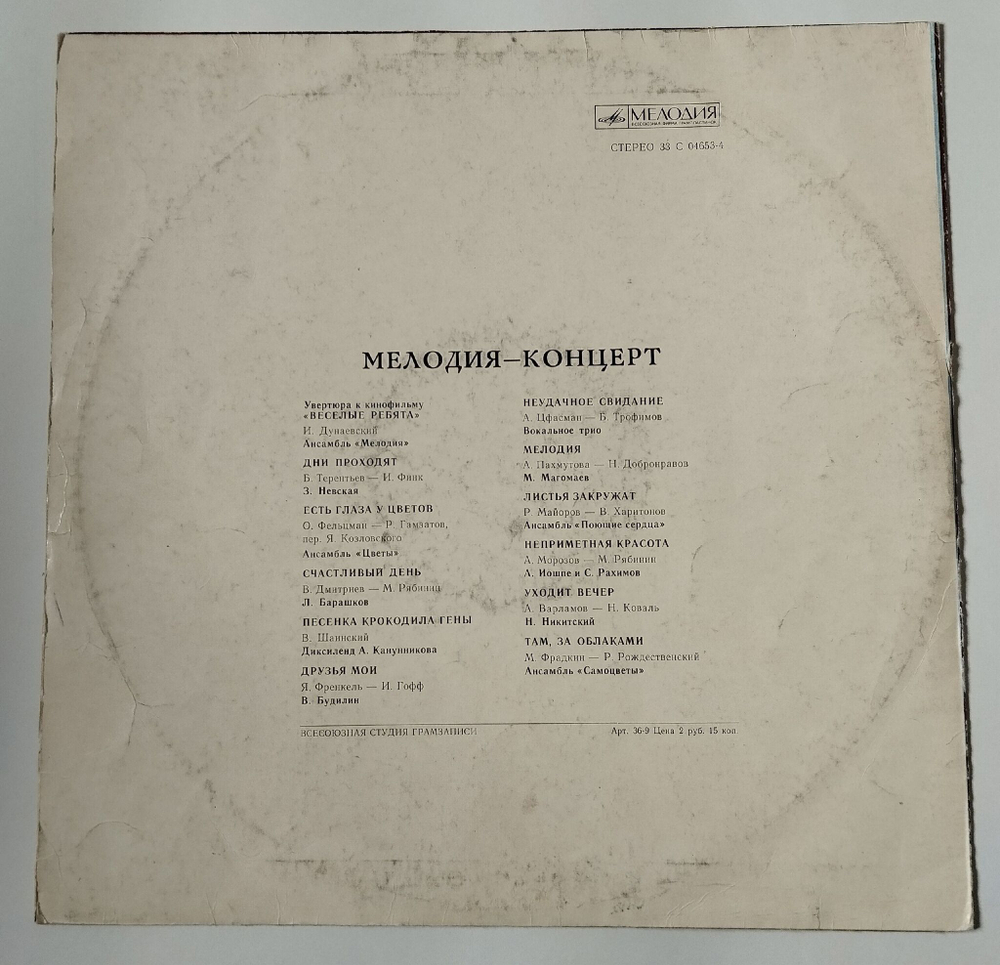 МЕЛОДИЯ
СТЕРЕО 33 С 04653-4
МЕЛОДИЯ—КОНЦЕРТ
Увертюра к кинофильму
«ВЕСЕЛЫЕ РЕБЯТА»
И. Дунаевский
Ансамбль «Мелодия»
ДНИ ПРОХОДЯТ
Б. Терентьев — И. Финк
З. Невская
ЕСТЬ ГЛАЗА У ЦВЕТОВ
О. Фельцман — Р. Гамзатов,
пер. Я. Козловского
Ансамбль «Цветы»
СЧАСТЛИВЫЙ ДЕНЬ
В. Дмитриев — М. Рябинин
Л. Барашков
ПЕСЕНКА КРОКОДИЛА ГЕНЫ
В. Шаинский
Диксиленд А. Канунникова
ДРУЗЬЯ МОИ
Я. Френкель — И. Гофф
В. Будилин
НЕУДАЧНОЕ СВИДАНИЕ
А. Цфасман — Б. Трофимов
Вокальное трио
МЕЛОДИЯ
А. Пахмутова — Н. Добронравов
М. Магомаев
ЛИСТЬЯ ЗАКРУЖАТ
Р. Майоров — В. Харитонов
Ансамбль «Поющие сердца»
НЕПРИМЕТНАЯ КРАСОТА
А. Морозов — М. Рябинин
А. Иошпе и С. Рахимов
УХОДИТ ВЕЧЕР
А. Варламов — Н. Коваль
Н. Никитский
ТАМ, ЗА ОБЛАКАМИ
М. Фрадкин — Р. Рождественский
Ансамбль «Самоцветы»
ВСЕСОЮЗНАЯ СТУДИЯ ГРАМЗАПИСИ
Арт. 36-9 Цена 2 руб. 15 коп.